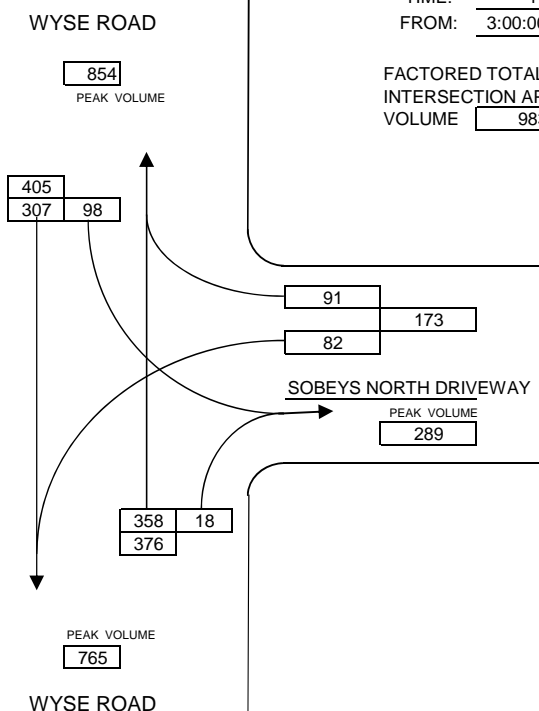 WYSE ROAD
FROM:
854
PEAK VOLUME
FACTORED TOTAL
INTERSECTION
VOLUME
405
307 98
91
173
82
SOBEYS NORTH DRIVEWAY
PEAK VOLUME
289
358 18
376
PEAK VOLUME
765
WYSE ROAD